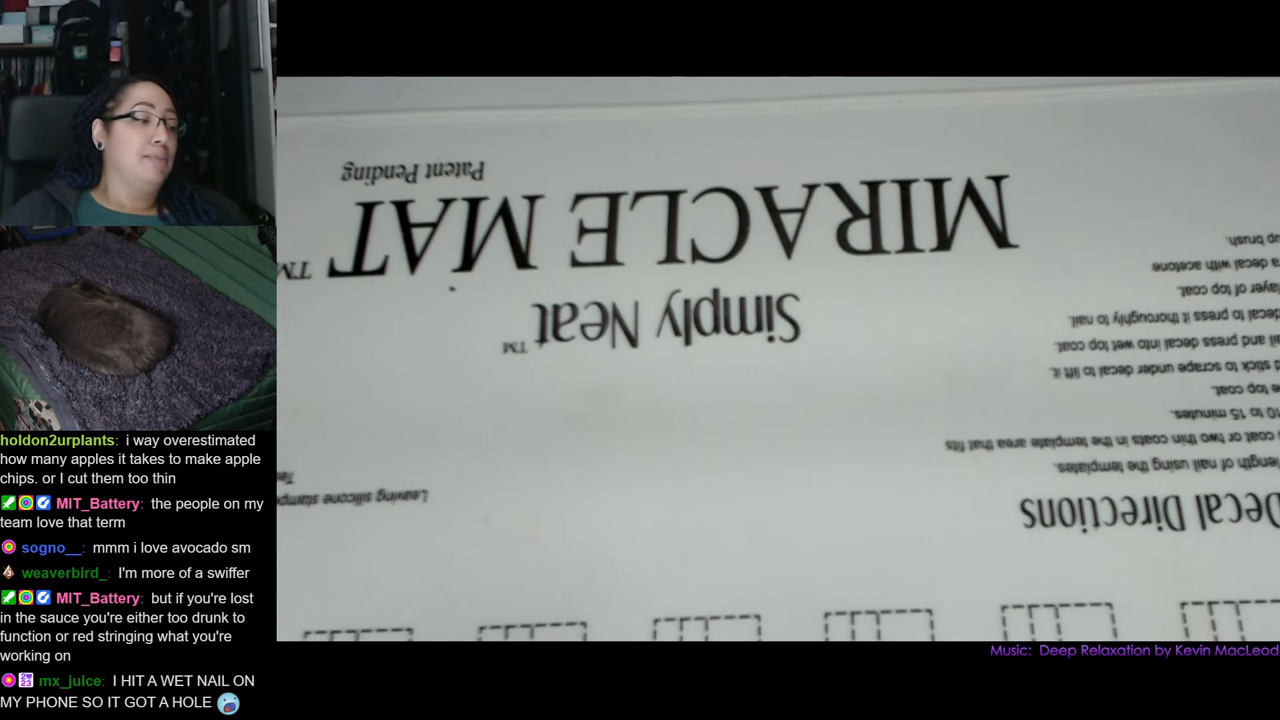 holdon2urplants: i way overestimated
how many apples it takes to make apple
chips. or I cut them too thin
MIT_Battery: the people on my
team love that term
sogno__: mmm i love avocado sm
weaverbird_: I'm more of a swiffer
MIT_Battery: but if you're lost
in the sauce you're either too drunk to
function or red stringing what you're
working on
mx_juice: I HIT A WET NAIL ON
MY PHONE SO IT GOT A HOLE
Decal Directions
length of nail using the templates.
coat or two thin coats in the template area that fits
10 to 15 minutes.
top coat.
stick to scrape under decal to lift it
and press decal into wet top coat
decal to press it thoroughly to nail.
layer of top coat.
a decal with acetone
up brush.
Leaving silicone
Simply Neat™
MIRACLE MAT™
Patent Pending
Music: Deep Relaxation by Kevin MacLeod